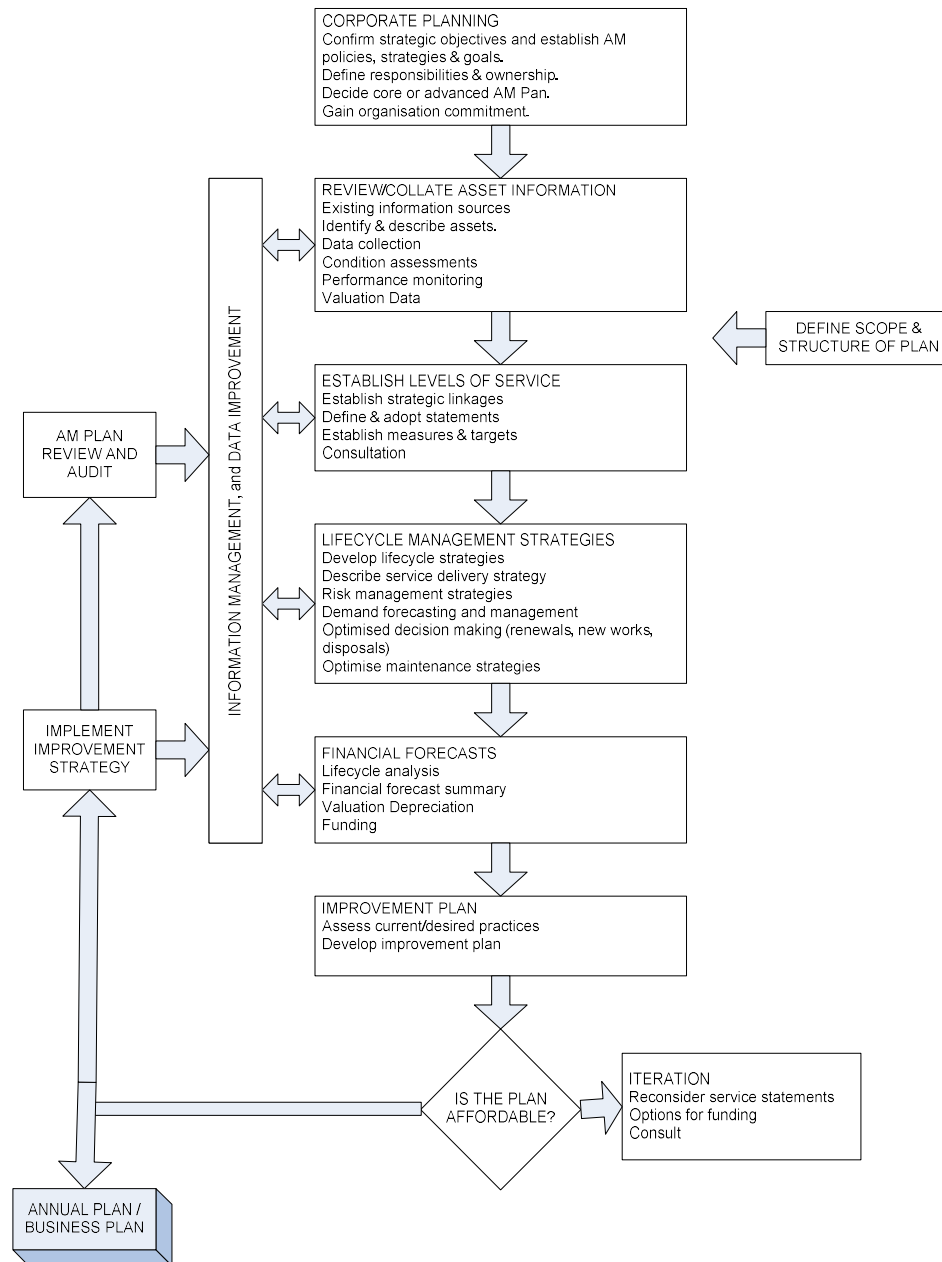 CORPORATE PLANNING
Confirm strategic objectives and establish AM
policies, strategies & goals.
Define responsibilities & ownership.
Decide core or advanced AM Pan.
Gain organisation commitment.
REVIEW/COLLATE ASSET INFORMATION
Existing information sources
Identify & describe assets.
Data collection
Condition assessments
Performance monitoring
Valuation Data
DEFINE SCOPE &
STRUCTURE OF PLAN
INFORMATION MANAGEMENT, and DATA IMPROVEMENT
ESTABLISH LEVELS OF SERVICE
Establish strategic linkages
Define & adopt statements
Establish measures & targets
Consultation
AM PLAN
REVIEW AND
AUDIT
LIFECYCLE MANAGEMENT STRATEGIES
Develop lifecycle strategies
Describe service delivery strategy
Risk management strategies
Demand forecasting and management
Optimised decision making (renewals, new works,
disposals)
Optimise maintenance strategies
IMPLEMENT
IMPROVEMENT
STRATEGY
FINANCIAL FORECASTS
Lifecycle analysis
Financial forecast summary
Valuation Depreciation
Funding
IMPROVEMENT PLAN
Assess current/desired practices
Develop improvement plan
IS THE PLAN
AFFORDABLE?
ITERATION
Reconsider service statements
Options for funding
Consult
ANNUAL PLAN /
BUSINESS PLAN